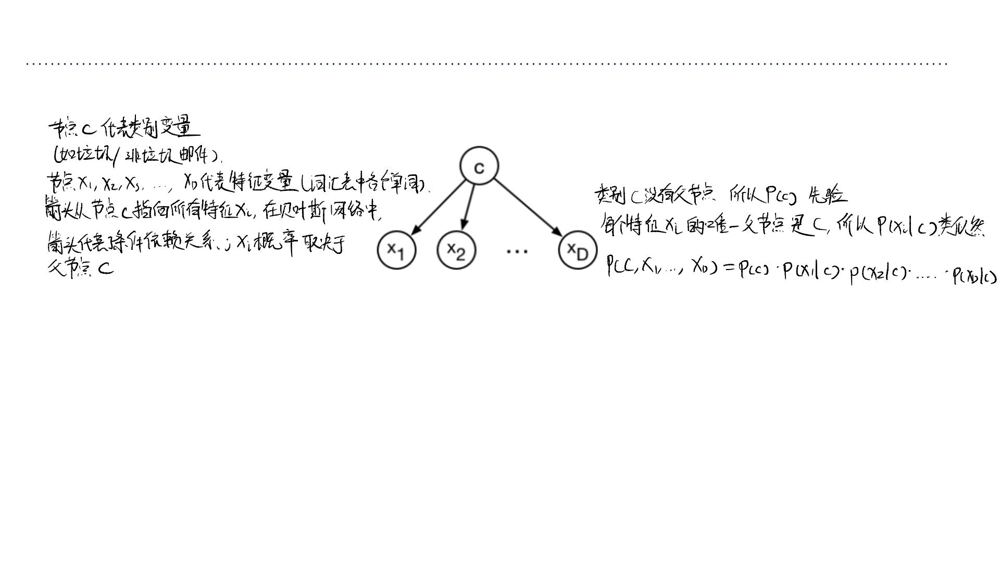 节点 C 代表类别变量
(如垃圾/非垃圾邮件).
节点 X₁, X₂, X₃, ..., X_D 代表特征变量 (词汇表中各个单词).
箭头从节点 C 指向所有特征 Xᵢ, 在贝叶斯网络中,
箭头代表条件依赖关系.; Xᵢ 概率取决于
父节点 C
c
x₁ x₂ ... x_D
类别 C 没有父节点 所以 P(c) 先验
每个特征 Xᵢ 的唯一父节点是 C, 所以 P(Xᵢ|C) 类似然
P(C, X₁, ..., X_D) = P(C) · P(X₁|C) · P(X₂|C) · ..... · P(X_D|C)